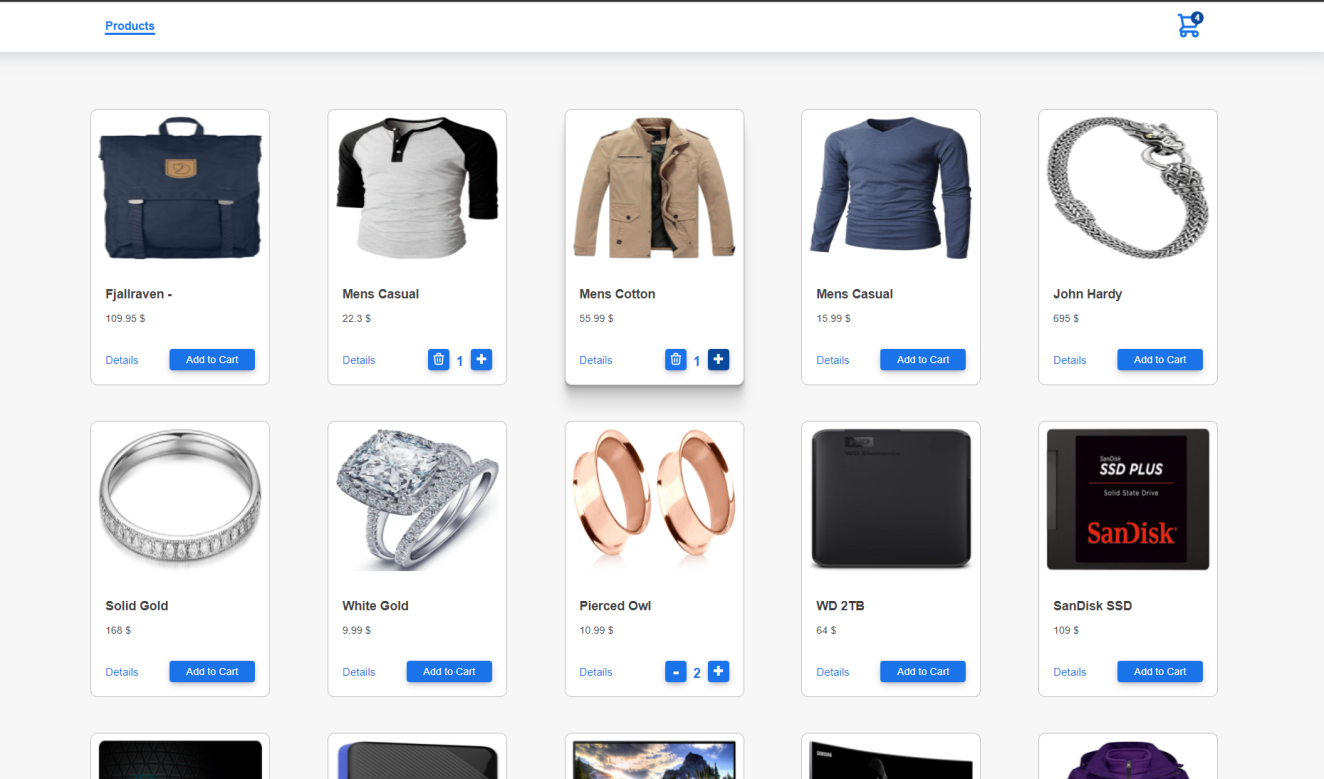 Products
4
Fjallraven -
109.95 $
Details
Add to Cart
Mens Casual
22.3 $
Details
1
+
Mens Cotton
55.99 $
Details
1
+
Mens Casual
15.99 $
Details
Add to Cart
John Hardy
695 $
Details
Add to Cart
Solid Gold
168 $
Details
Add to Cart
White Gold
9.99 $
Details
Add to Cart
Pierced Owl
10.99 $
Details
-
2
+
WD
WD 2TB
64 $
Details
Add to Cart
SanDisk
SSD PLUS
Solid State Drive
SanDisk
SanDisk SSD
109 $
Details
Add to Cart
SAMSUNG